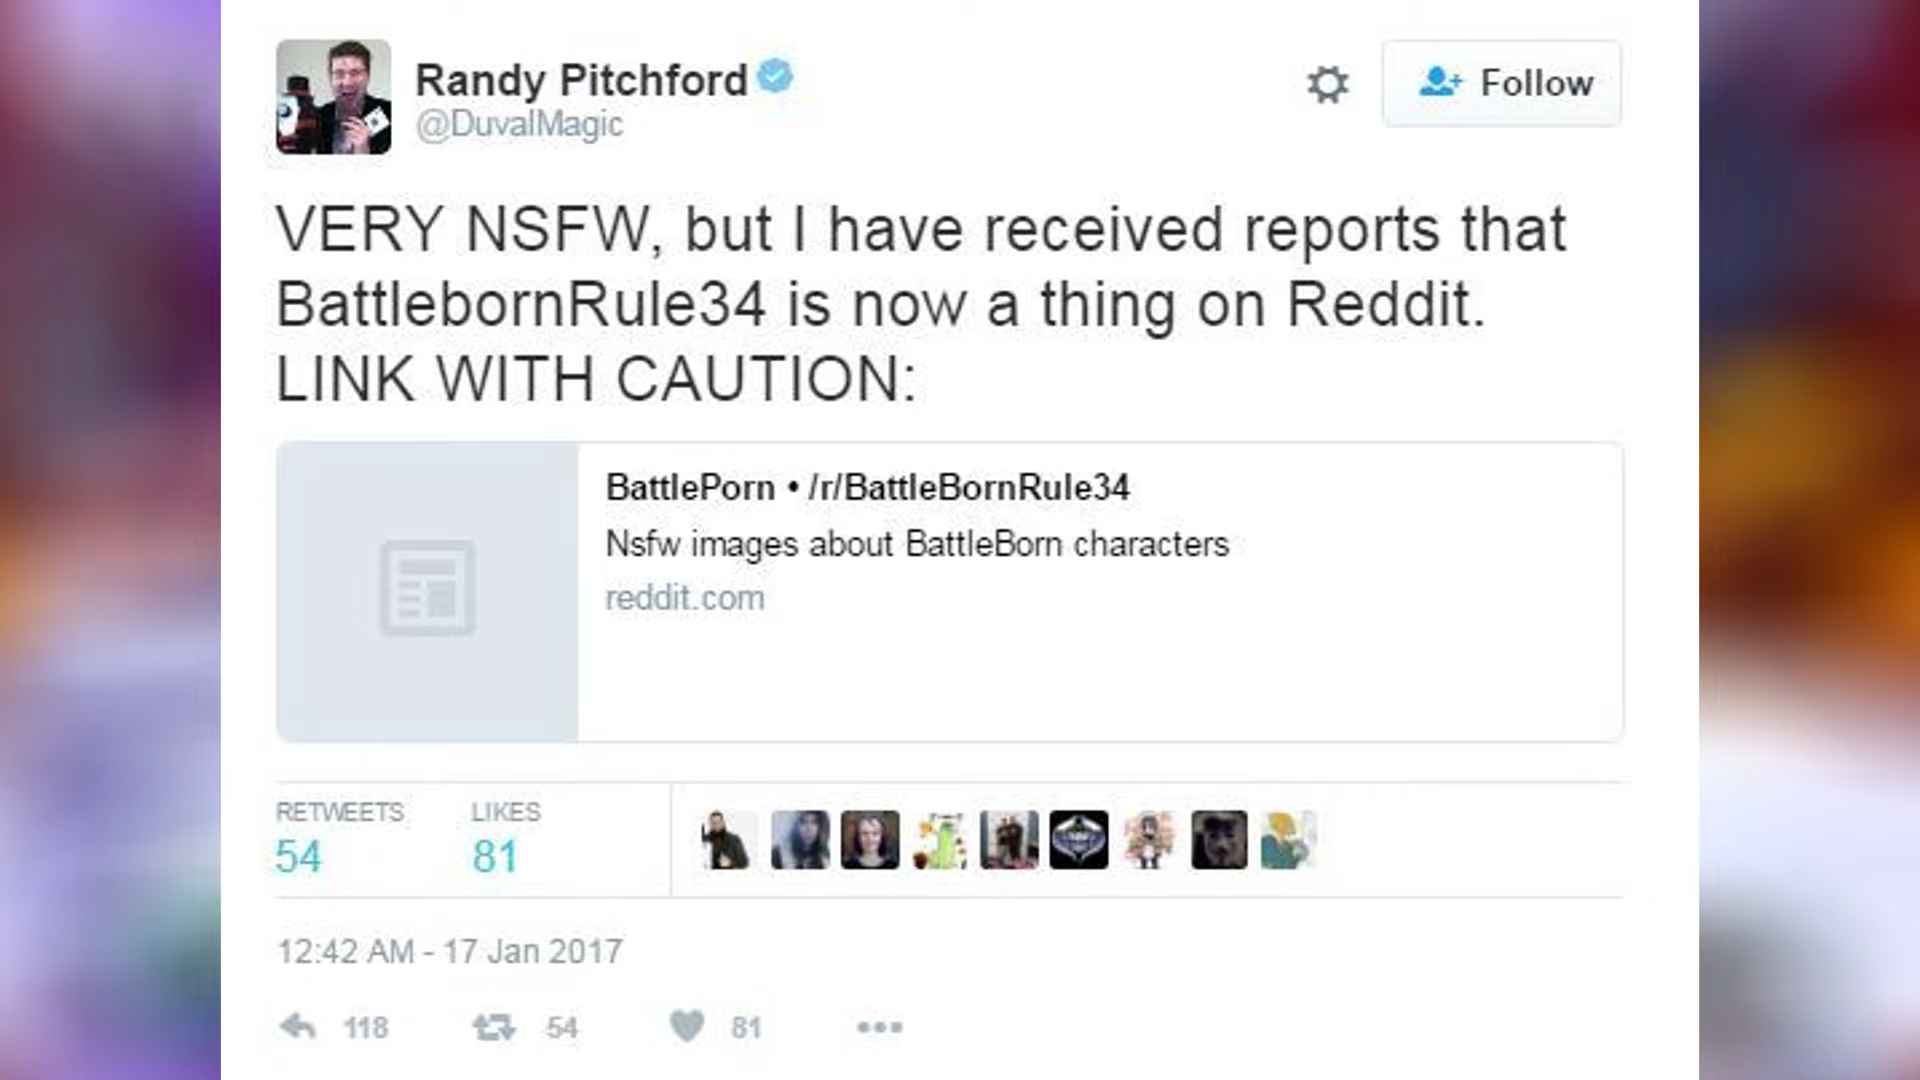 Randy Pitchford
@DuvalMagic
Follow
VERY NSFW, but I have received reports that
BattlebornRule34 is now a thing on Reddit.
LINK WITH CAUTION:
BattlePorn • /r/BattleBornRule34
Nsfw images about BattleBorn characters
reddit.com
RETWEETS LIKES
54 81
12:42 AM - 17 Jan 2017
118 54 81